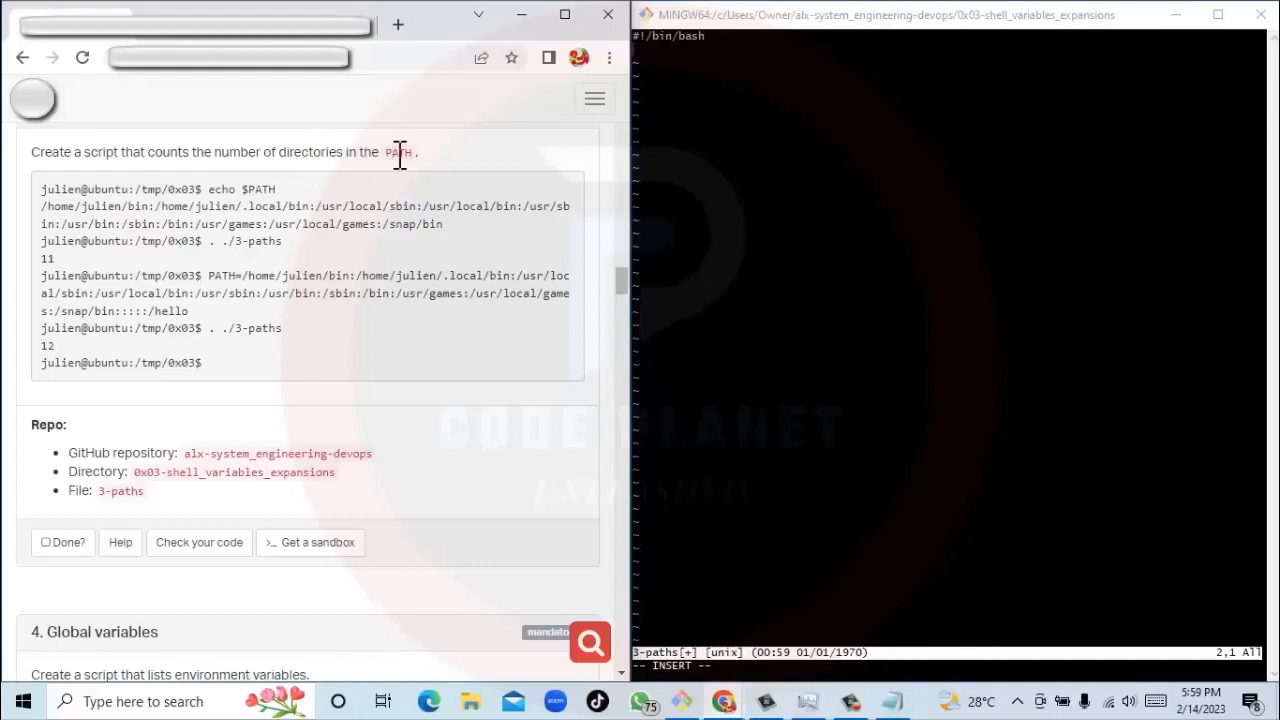 MINGW64:/c/Users/Owner/alx-system_engineering-devops/0x03-shell_variables_expansions
#!/bin/bash
Create a script that counts the number of directories in the PATH.
julien@ubuntu:/tmp/0x03$ echo $PATH
/home/julien/bin:/home/julien/.local/bin:/usr/local/sbin:/usr/local/bin:/usr/sb
in:/usr/bin:/sbin:/bin:/usr/games:/usr/local/games:/snap/bin
julien@ubuntu:/tmp/0x03$ . ./3-paths
11
julien@ubuntu:/tmp/0x03$ PATH=/home/julien/bin:/home/julien/.local/bin:/usr/loc
al/sbin:/usr/local/bin:/usr/sbin:/usr/bin:/sbin:/bin:/usr/games:/usr/local/game
s:/snap/bin:::::/hello
julien@ubuntu:/tmp/0x03$ . ./3-paths
12
julien@ubuntu:/tmp/0x03$
Repo:
GitHub repository: system_engineering-devops
Directory: 0x03-shell_variables_expansions
File: 3-paths
Done? Help Check your code >_ Get a sandbox
4. Global variables
Create a script that lists environment variables.
3-paths[+] [unix] (00:59 01/01/1970) 2,1 All
-- INSERT --
Type here to search
zoom
75
28°C
5:59 PM
2/14/2023
8